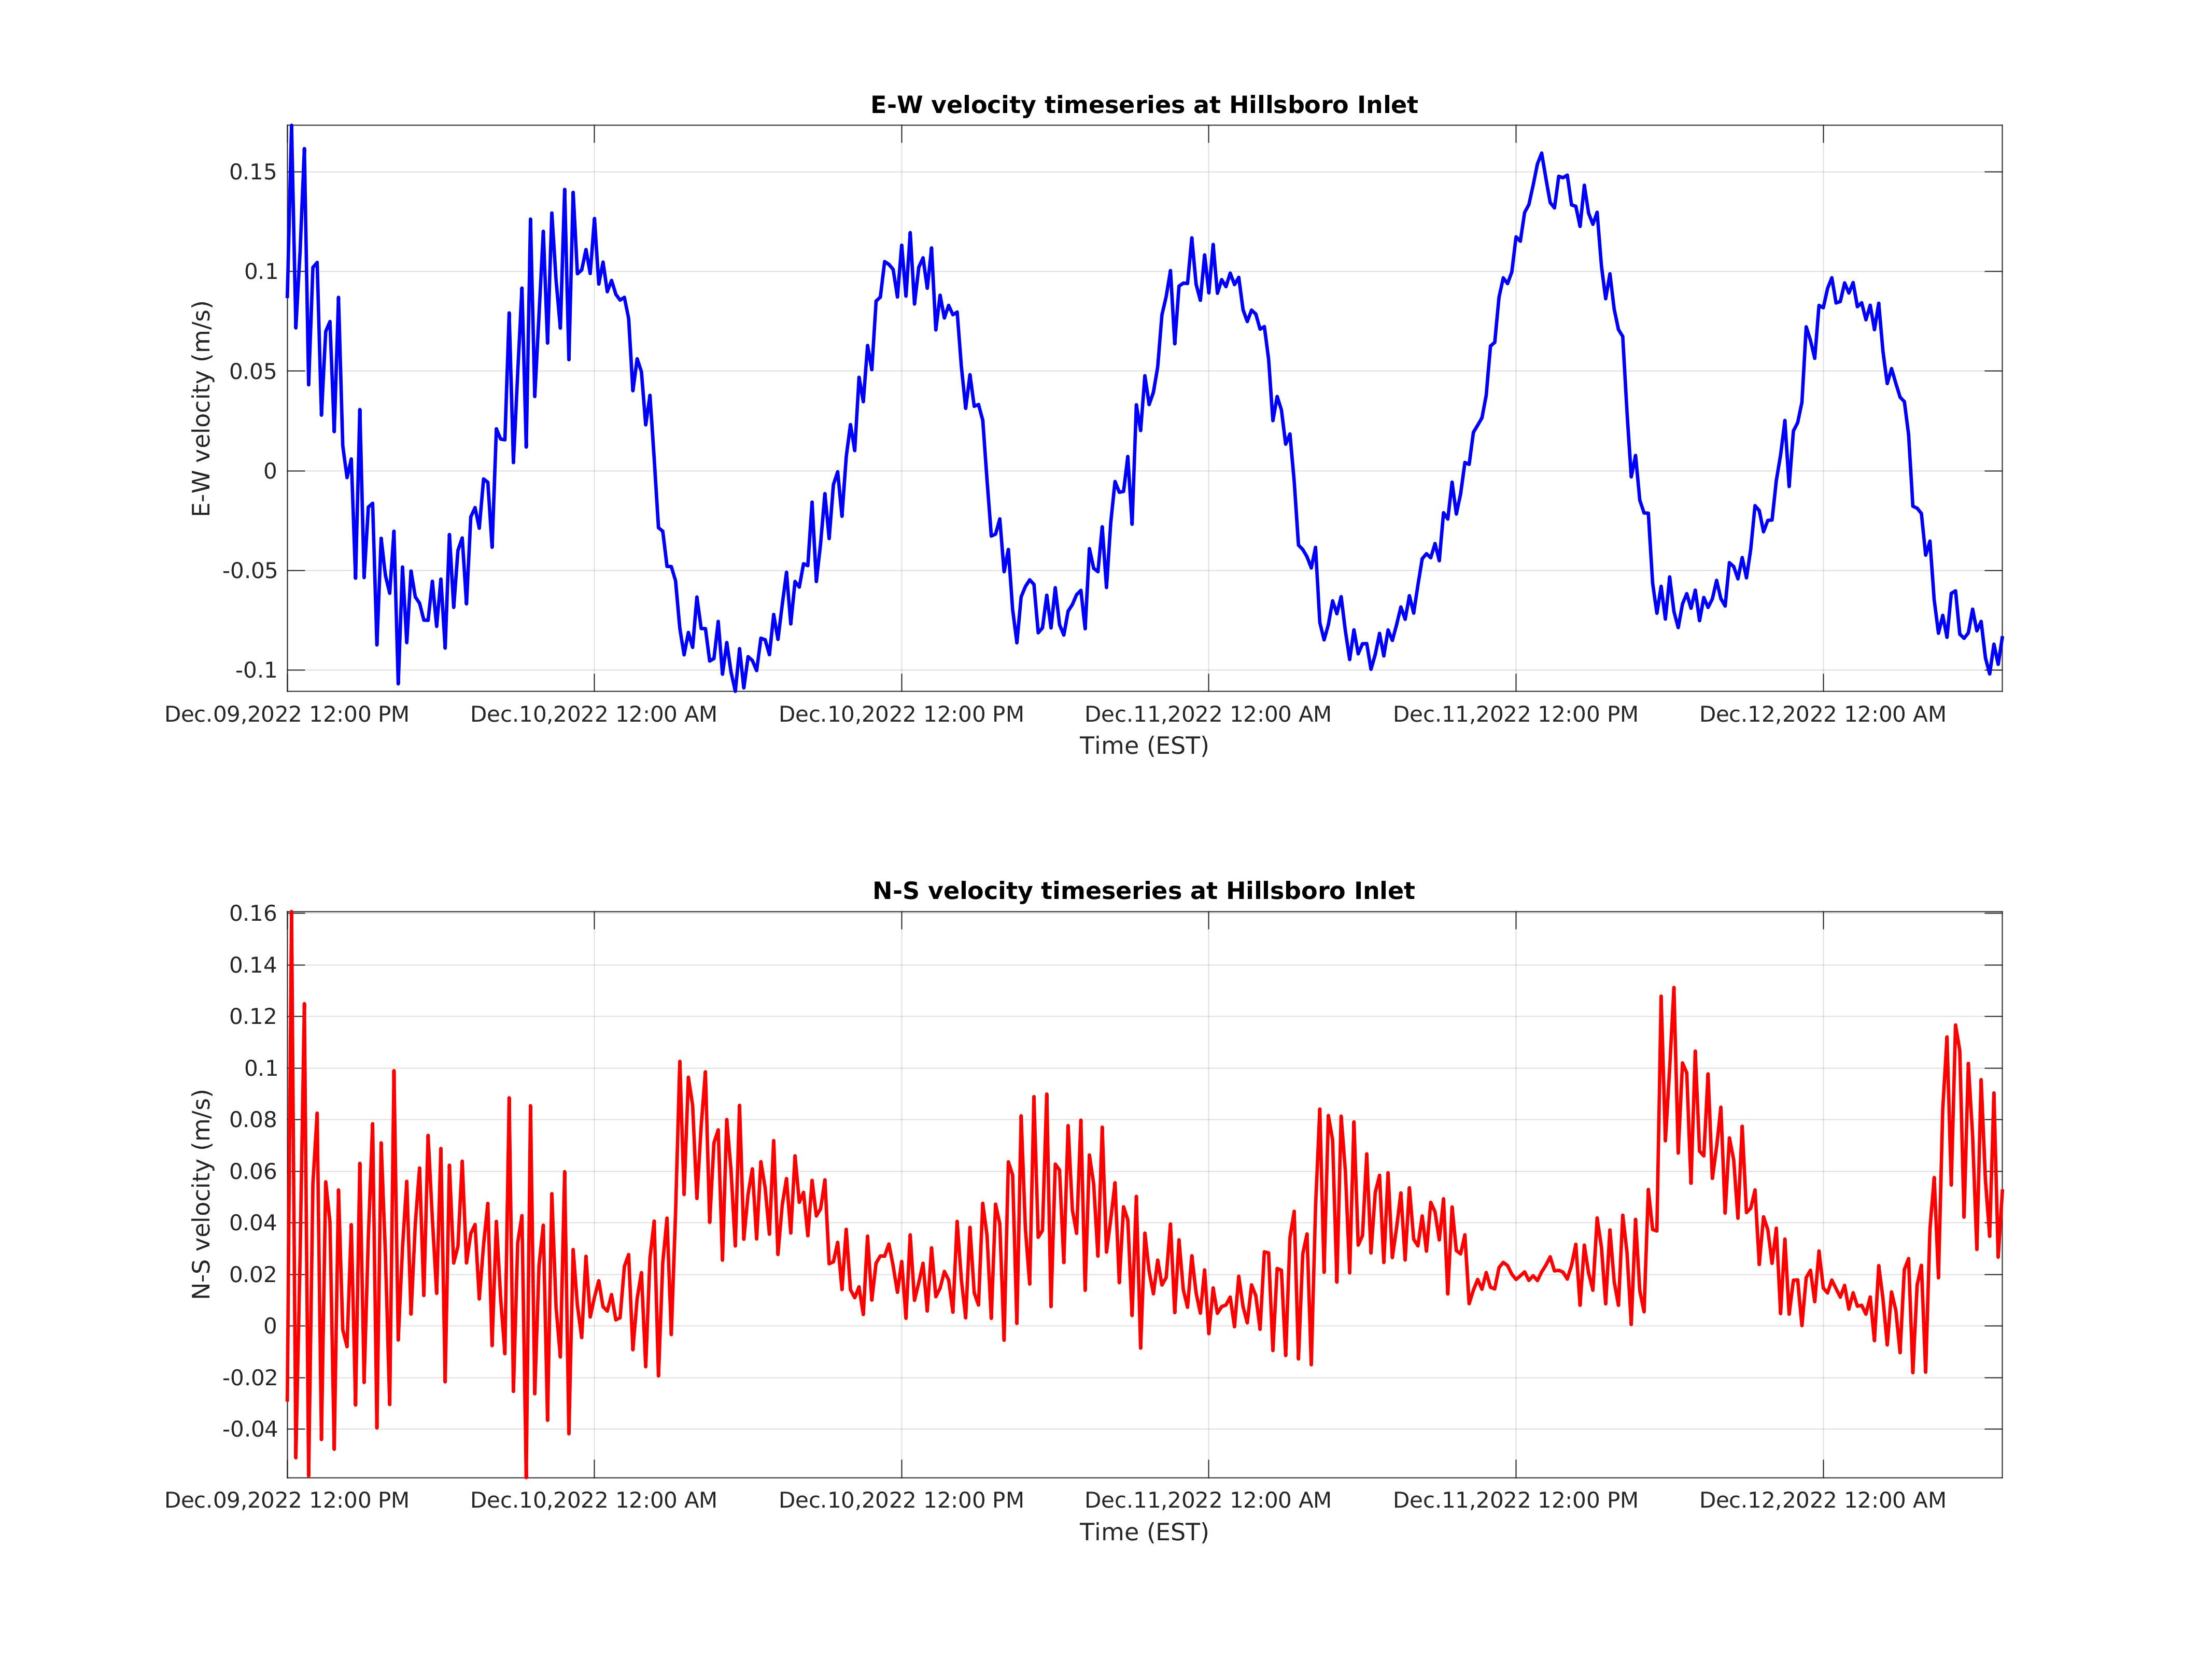 E-W velocity timeseries at Hillsboro Inlet
E-W velocity (m/s)
0.15
0.1
0.05
0
-0.05
-0.1
Dec.09,2022 12:00 PM
Dec.10,2022 12:00 AM
Dec.10,2022 12:00 PM
Dec.11,2022 12:00 AM
Dec.11,2022 12:00 PM
Dec.12,2022 12:00 AM
Time (EST)
N-S velocity timeseries at Hillsboro Inlet
N-S velocity (m/s)
0.16
0.14
0.12
0.1
0.08
0.06
0.04
0.02
0
-0.02
-0.04
Dec.09,2022 12:00 PM
Dec.10,2022 12:00 AM
Dec.10,2022 12:00 PM
Dec.11,2022 12:00 AM
Dec.11,2022 12:00 PM
Dec.12,2022 12:00 AM
Time (EST)